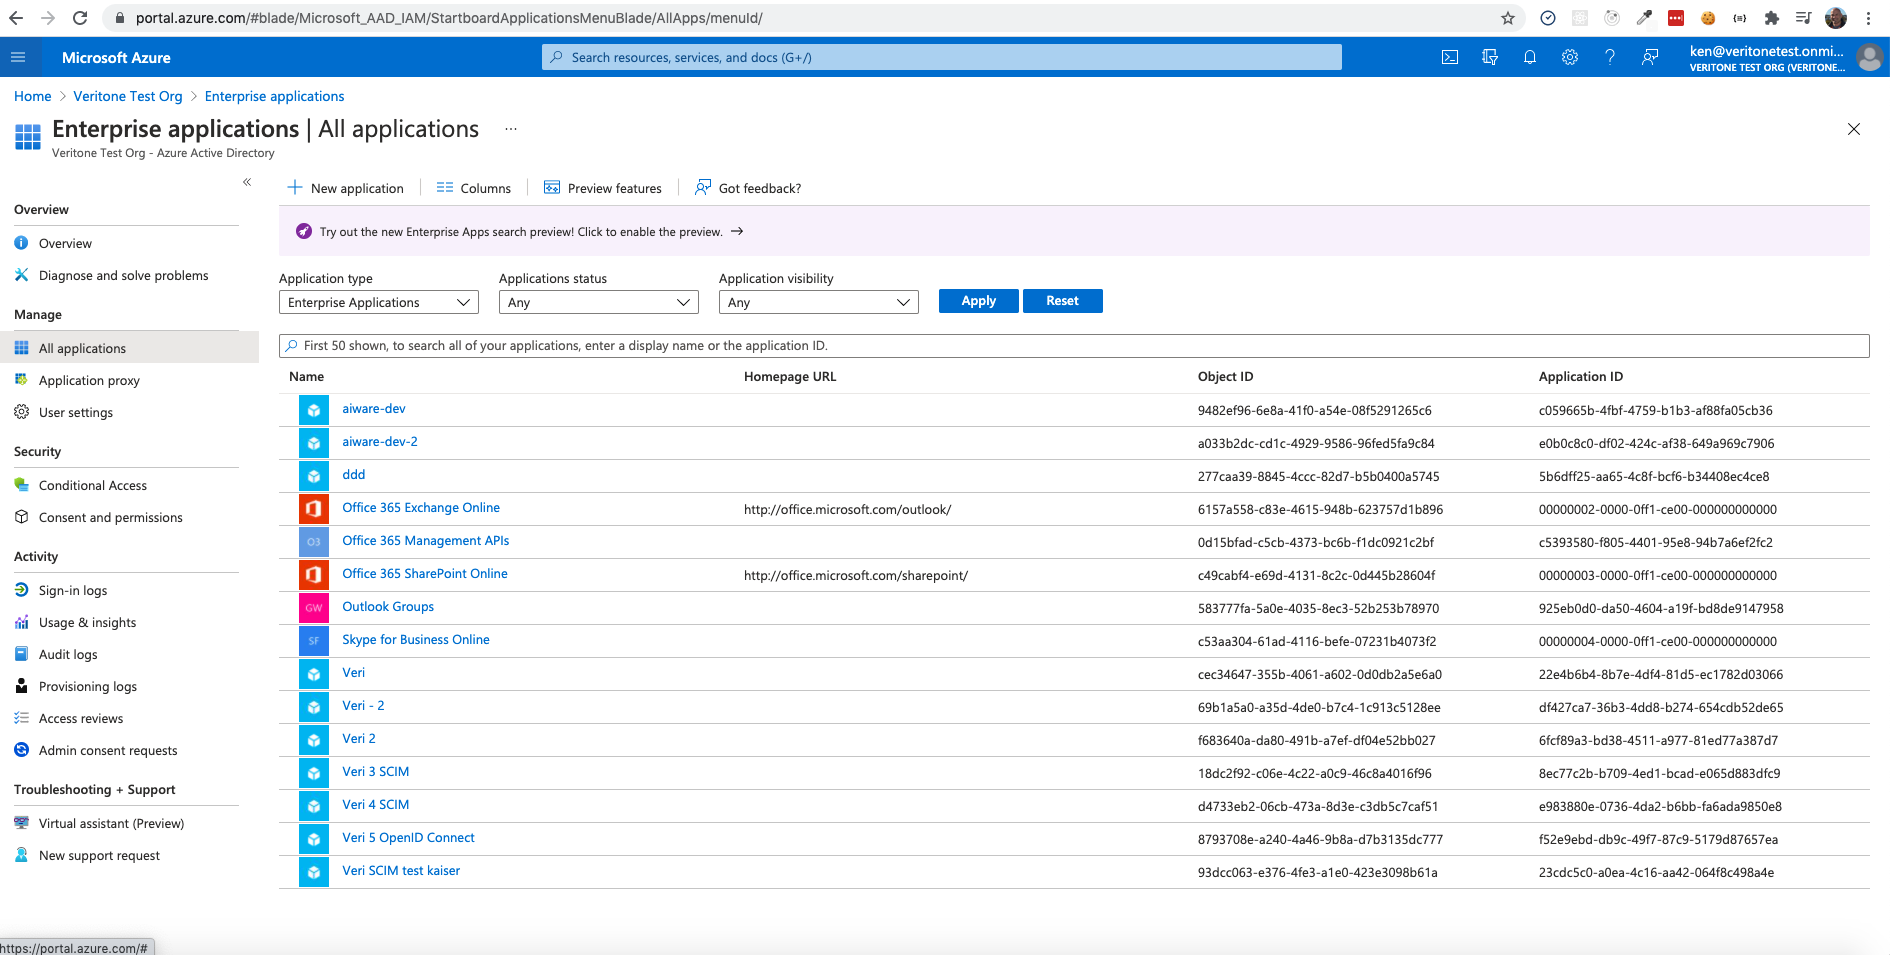 portal.azure.com/#blade/Microsoft_AAD_IAM/StartboardApplicationsMenuBlade/AllApps/menuId/
Microsoft Azure
Search resources, services, and docs (G+/)
ken@veritonetest.onmi...
VERITONE TEST ORG (VERITONE...
Home > Veritone Test Org > Enterprise applications
Enterprise applications | All applications ...
Veritone Test Org - Azure Active Directory
New application
Columns
Preview features
Got feedback?
Try out the new Enterprise Apps search preview! Click to enable the preview. →
Overview
Overview
Diagnose and solve problems
Manage
All applications
Application proxy
User settings
Security
Conditional Access
Consent and permissions
Activity
Sign-in logs
Usage & insights
Audit logs
Provisioning logs
Access reviews
Admin consent requests
Troubleshooting + Support
Virtual assistant (Preview)
New support request
Application type Applications status Application visibility
Enterprise Applications Any Any Apply Reset
First 50 shown, to search all of your applications, enter a display name or the application ID.
Name Homepage URL Object ID Application ID
aiware-dev 9482ef96-6e8a-41f0-a54e-08f5291265c6 c059665b-4fbf-4759-b1b3-af88fa05cb36
aiware-dev-2 a033b2dc-cd1c-4929-9586-96fed5fa9c84 e0b0c8c0-df02-424c-af38-649a969c7906
ddd 277caa39-8845-4ccc-82d7-b5b0400a5745 5b6dff25-aa65-4c8f-bcf6-b34408ec4ce8
Office 365 Exchange Online http://office.microsoft.com/outlook/ 6157a558-c83e-4615-948b-623757d1b896 00000002-0000-0ff1-ce00-000000000000
O3 Office 365 Management APIs 0d15bfad-c5cb-4373-bc6b-f1dc0921c2bf c5393580-f805-4401-95e8-94b7a6ef2fc2
Office 365 SharePoint Online http://office.microsoft.com/sharepoint/ c49cabf4-e69d-4131-8c2c-0d445b28604f 00000003-0000-0ff1-ce00-000000000000
GW Outlook Groups 583777fa-5a0e-4035-8ec3-52b253b78970 925eb0d0-da50-4604-a19f-bd8de9147958
SF Skype for Business Online c53aa304-61ad-4116-befe-07231b4073f2 00000004-0000-0ff1-ce00-000000000000
Veri cec34647-355b-4061-a602-0d0db2a5e6a0 22e4b6b4-8b7e-4df4-81d5-ec1782d03066
Veri - 2 69b1a5a0-a35d-4de0-b7c4-1c913c5128ee df427ca7-36b3-4dd8-b274-654cdb52de65
Veri 2 f683640a-da80-491b-a7ef-df04e52bb027 6fcf89a3-bd38-4511-a977-81ed77a387d7
Veri 3 SCIM 18dc2f92-c06e-4c22-a0c9-46c8a4016f96 8ec77c2b-b709-4ed1-bcad-e065d883dfc9
Veri 4 SCIM d4733eb2-06cb-473a-8d3e-c3db5c7caf51 e983880e-0736-4da2-b6bb-fa6ada9850e8
Veri 5 OpenID Connect 8793708e-a240-4a46-9b8a-d7b3135dc777 f52e9ebd-db9c-49f7-87c9-5179d87657ea
Veri SCIM test kaiser 93dcc063-e376-4fe3-a1e0-423e3098b61a 23cdc5c0-a0ea-4c16-aa42-064f8c498a4e
https://portal.azure.com/#